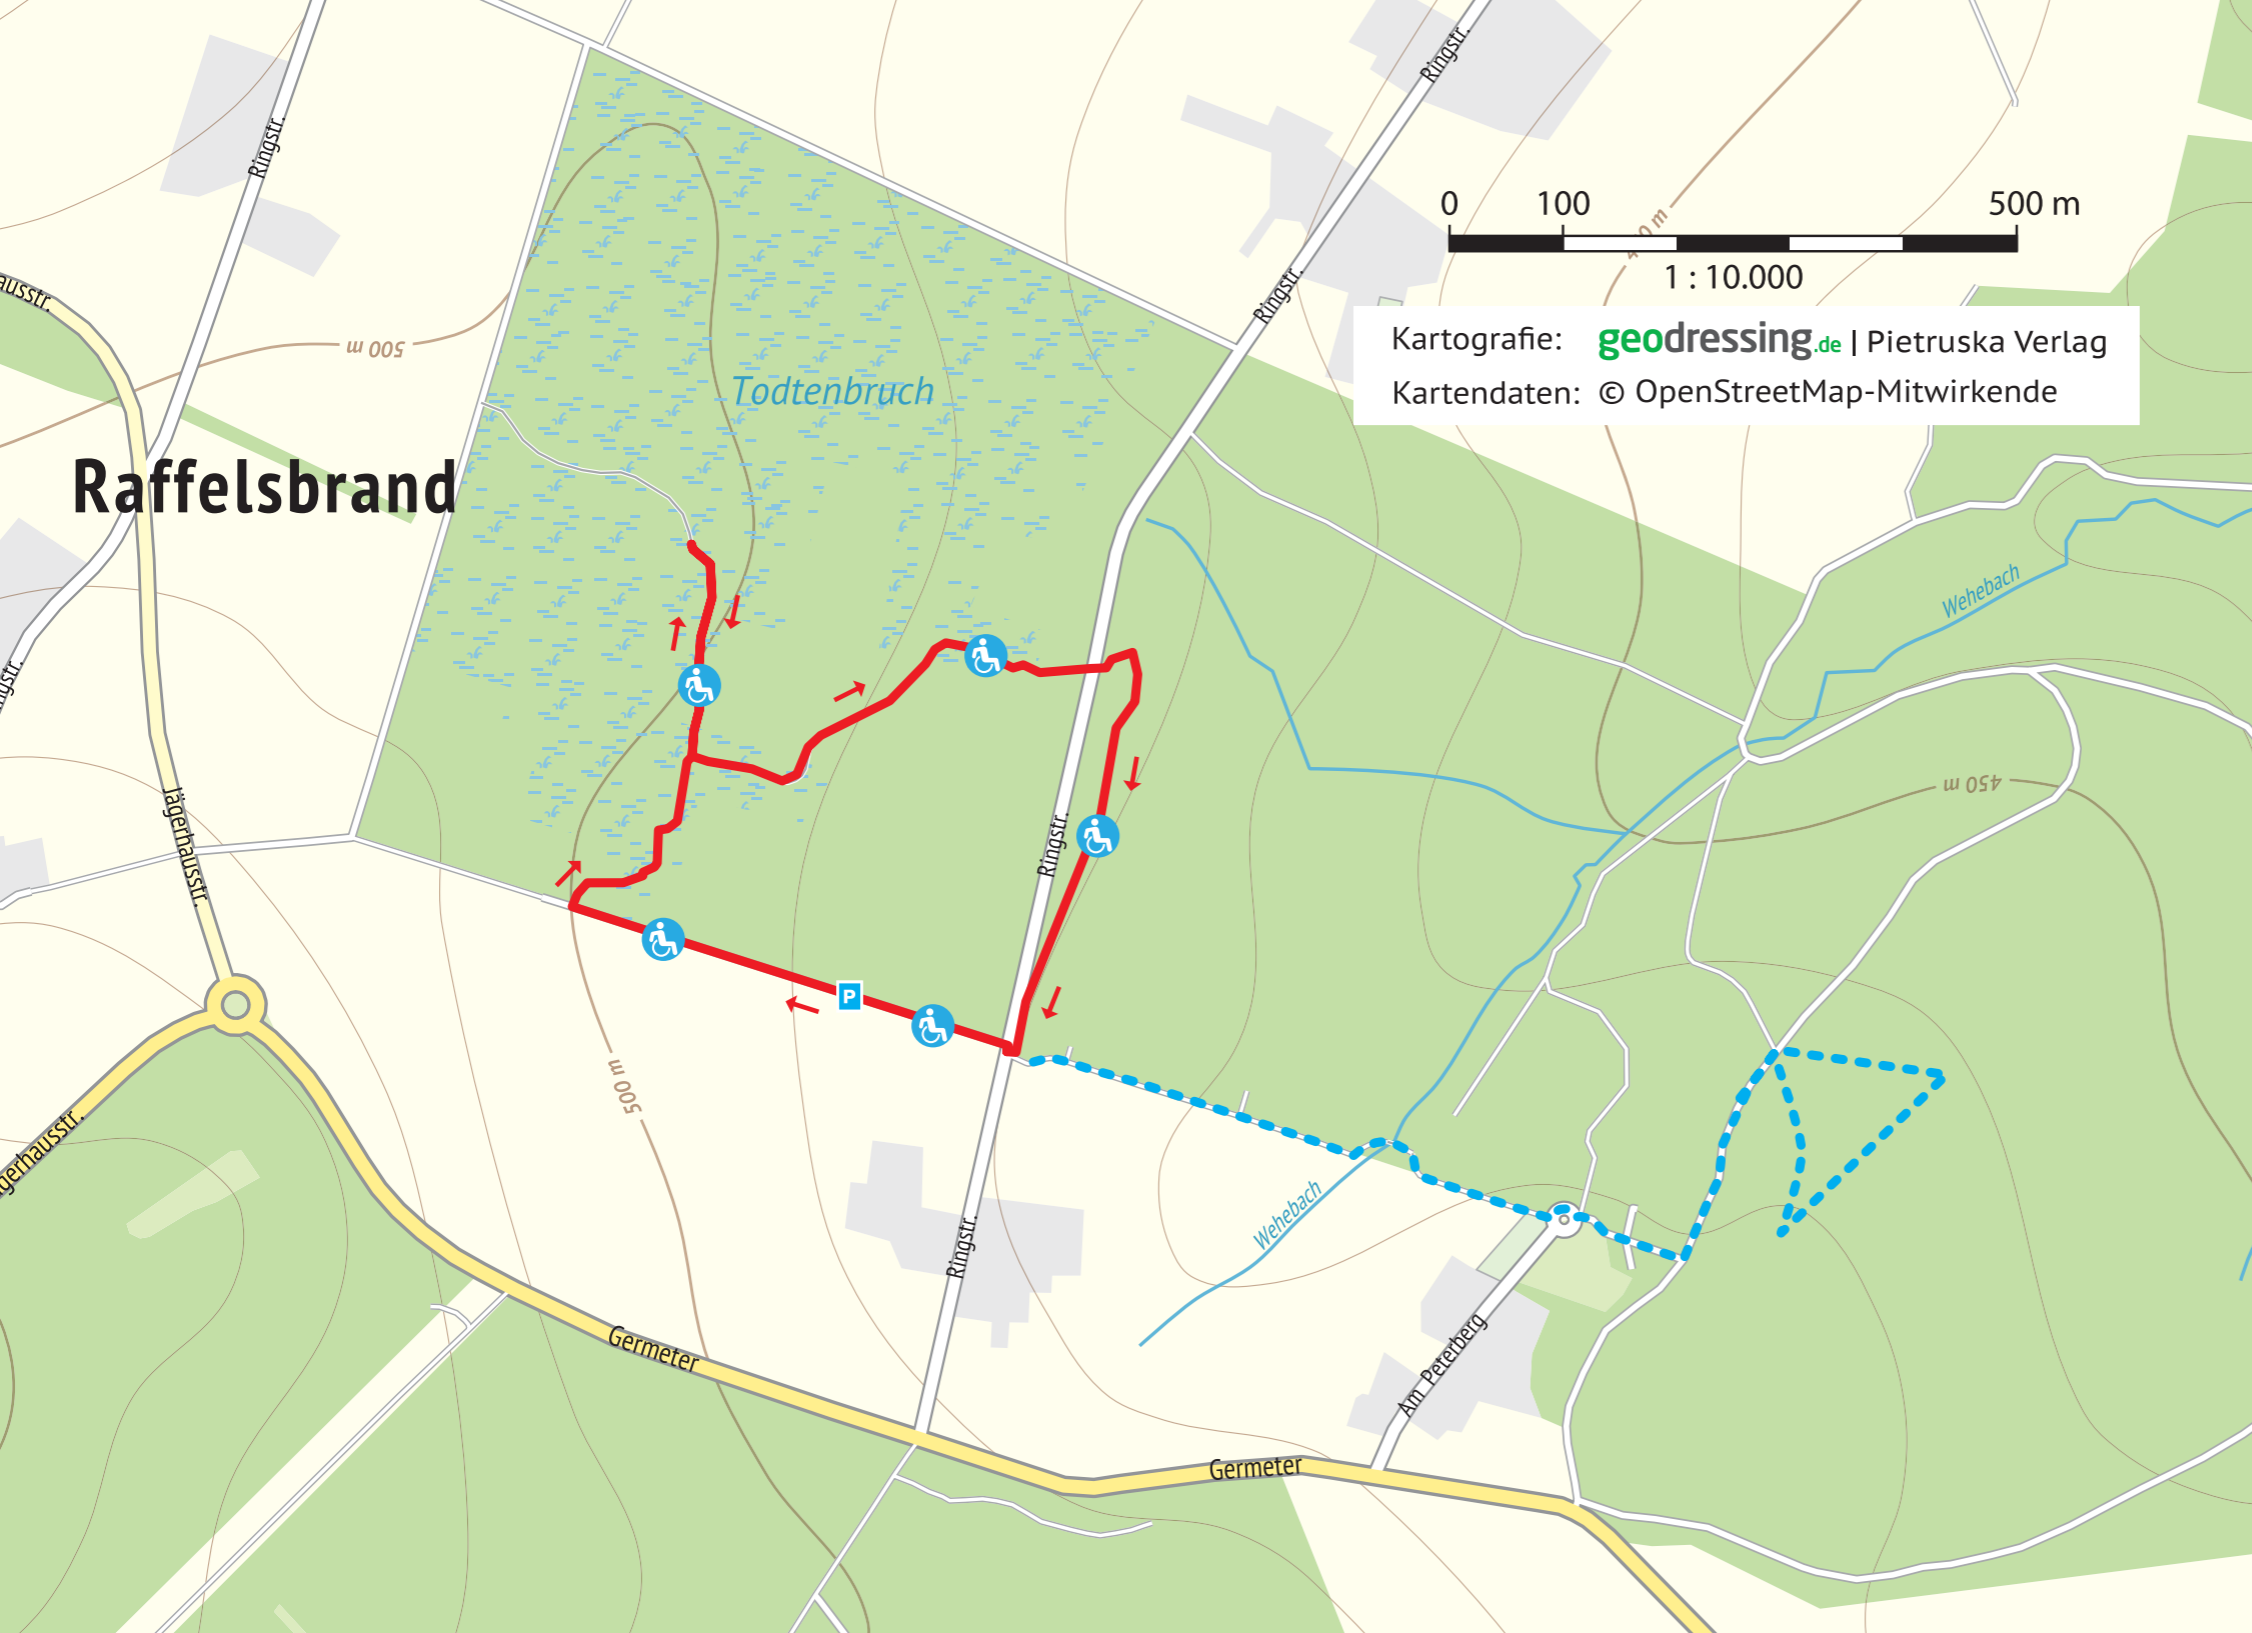 Ringstr.
Ringstr.
0 100 500 m
1 : 10.000
Ringstr.
Kartografie: geodressing.de | Pietruska Verlag
Kartendaten: © OpenStreetMap-Mitwirkende
500 m
Todtenbruch
Raffelsbrand
Wehebach
450 m
Jägerhausstr.
Ringstr.
P
500 m
Wehebach
Ringstr.
Am Peterberg
Germeter
Germeter